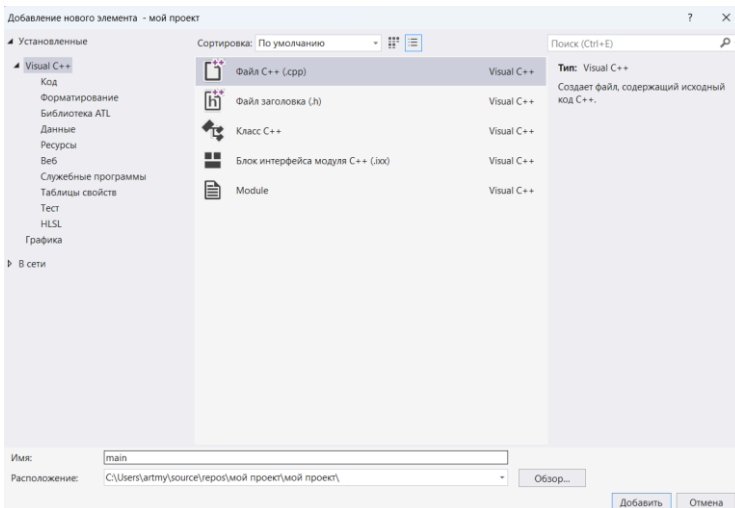 Добавление нового элемента - мой проект
? ×
Установленные
Сортировка: По умолчанию
Поиск (Ctrl+E)
Visual C++
Код
Форматирование
Библиотека ATL
Данные
Ресурсы
Веб
Служебные программы
Таблицы свойств
Тест
HLSL
Графика
В сети
Файл C++ (.cpp) Visual C++
Файл заголовка (.h) Visual C++
Класс C++ Visual C++
Блок интерфейса модуля C++ (.ixx) Visual C++
Module Visual C++
Тип: Visual C++
Создает файл, содержащий исходный
код C++.
Имя: main
Расположение: C:\Users\artmy\source\repos\мой проект\мой проект\
Обзор...
Добавить Отмена